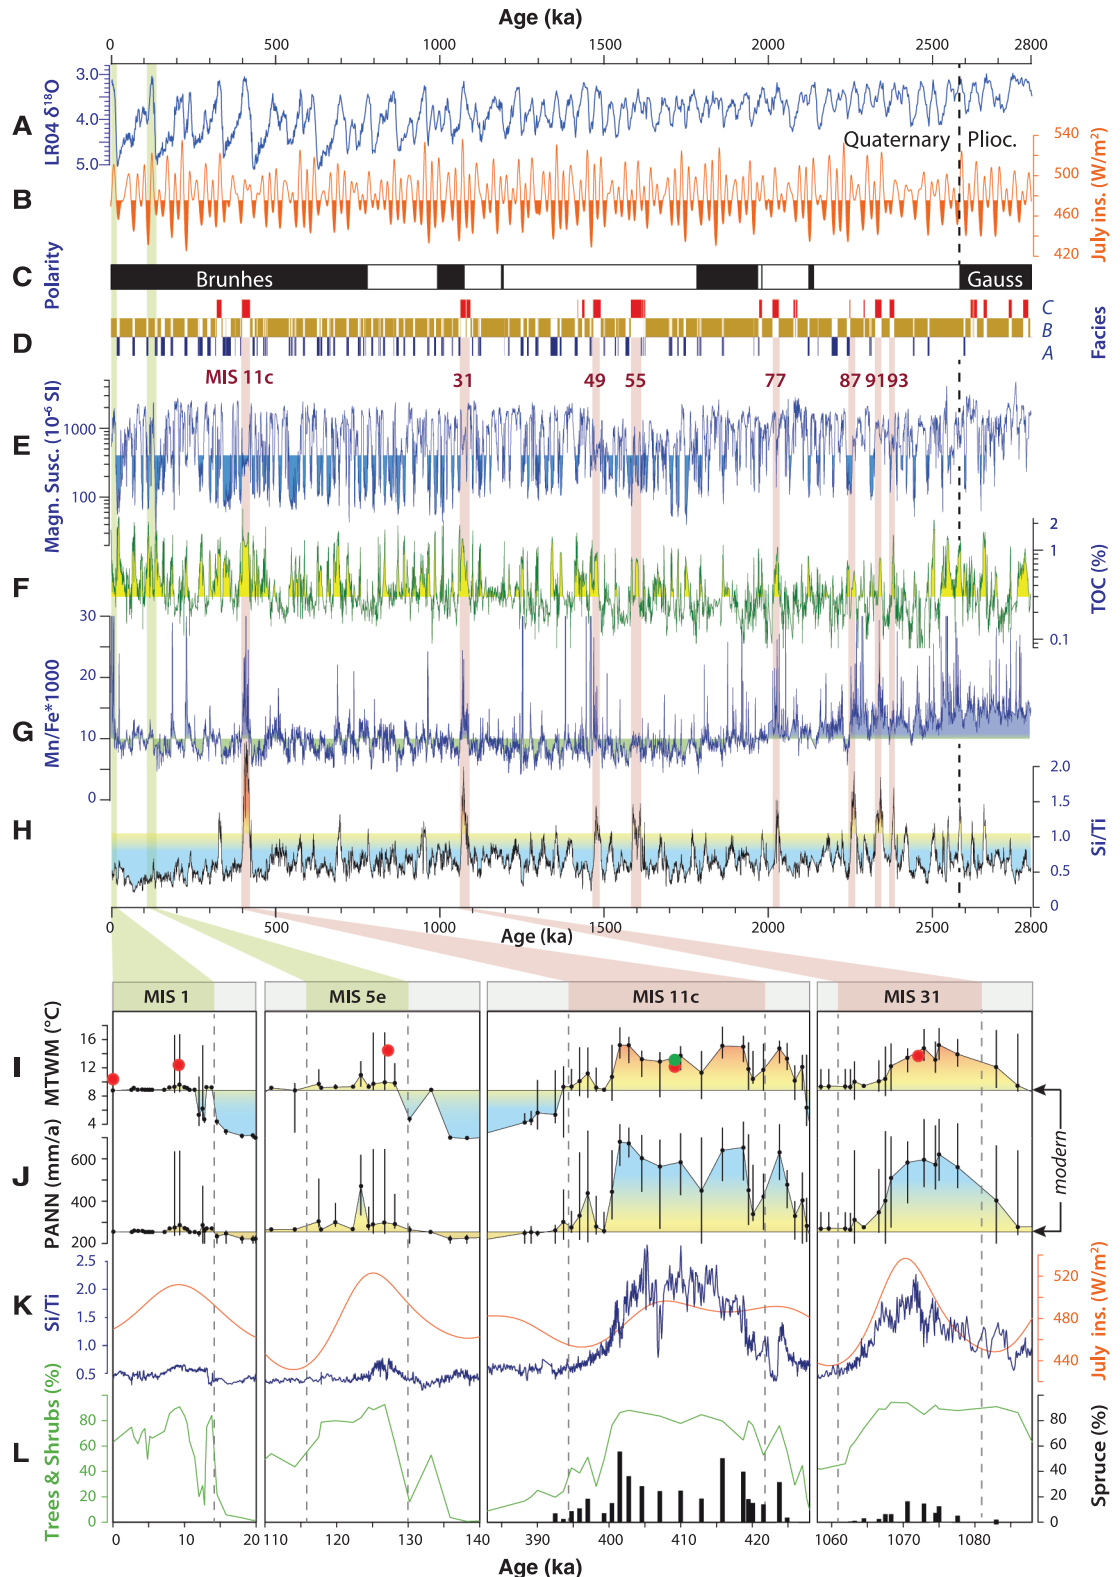 Age (ka)
0 500 1000 1500 2000 2500 2800
A
LR04 δ¹⁸O
3.0
4.0
5.0
Quaternary
Plioc.
B
540
500
460
420
July ins. (W/m²)
C
Polarity
Brunhes
Gauss
D
C
B
A
Facies
MIS 11c 31 49 55 77 87 91 93
E
Magn. Susc. (10⁻⁶ SI)
1000
100
F
2
1
0.1
TOC (%)
G
Mn/Fe*1000
30
20
10
0
H
2.0
1.5
1.0
0.5
0
Si/Ti
0 500 1000 1500 2000 2500 2800
Age (ka)
MIS 1 MIS 5e MIS 11c MIS 31
I
MTWM (°C)
16
12
8
4
J
PANN (mm/a)
600
400
200
modern
K
Si/Ti
2.5
2.0
1.5
1.0
0.5
520
480
440
July ins. (W/m²)
L
Trees & Shrubs (%)
80
60
40
20
0
80
60
40
20
0
Spruce (%)
0 10 20 110 120 130 140 390 400 410 420 1060 1070 1080
Age (ka)